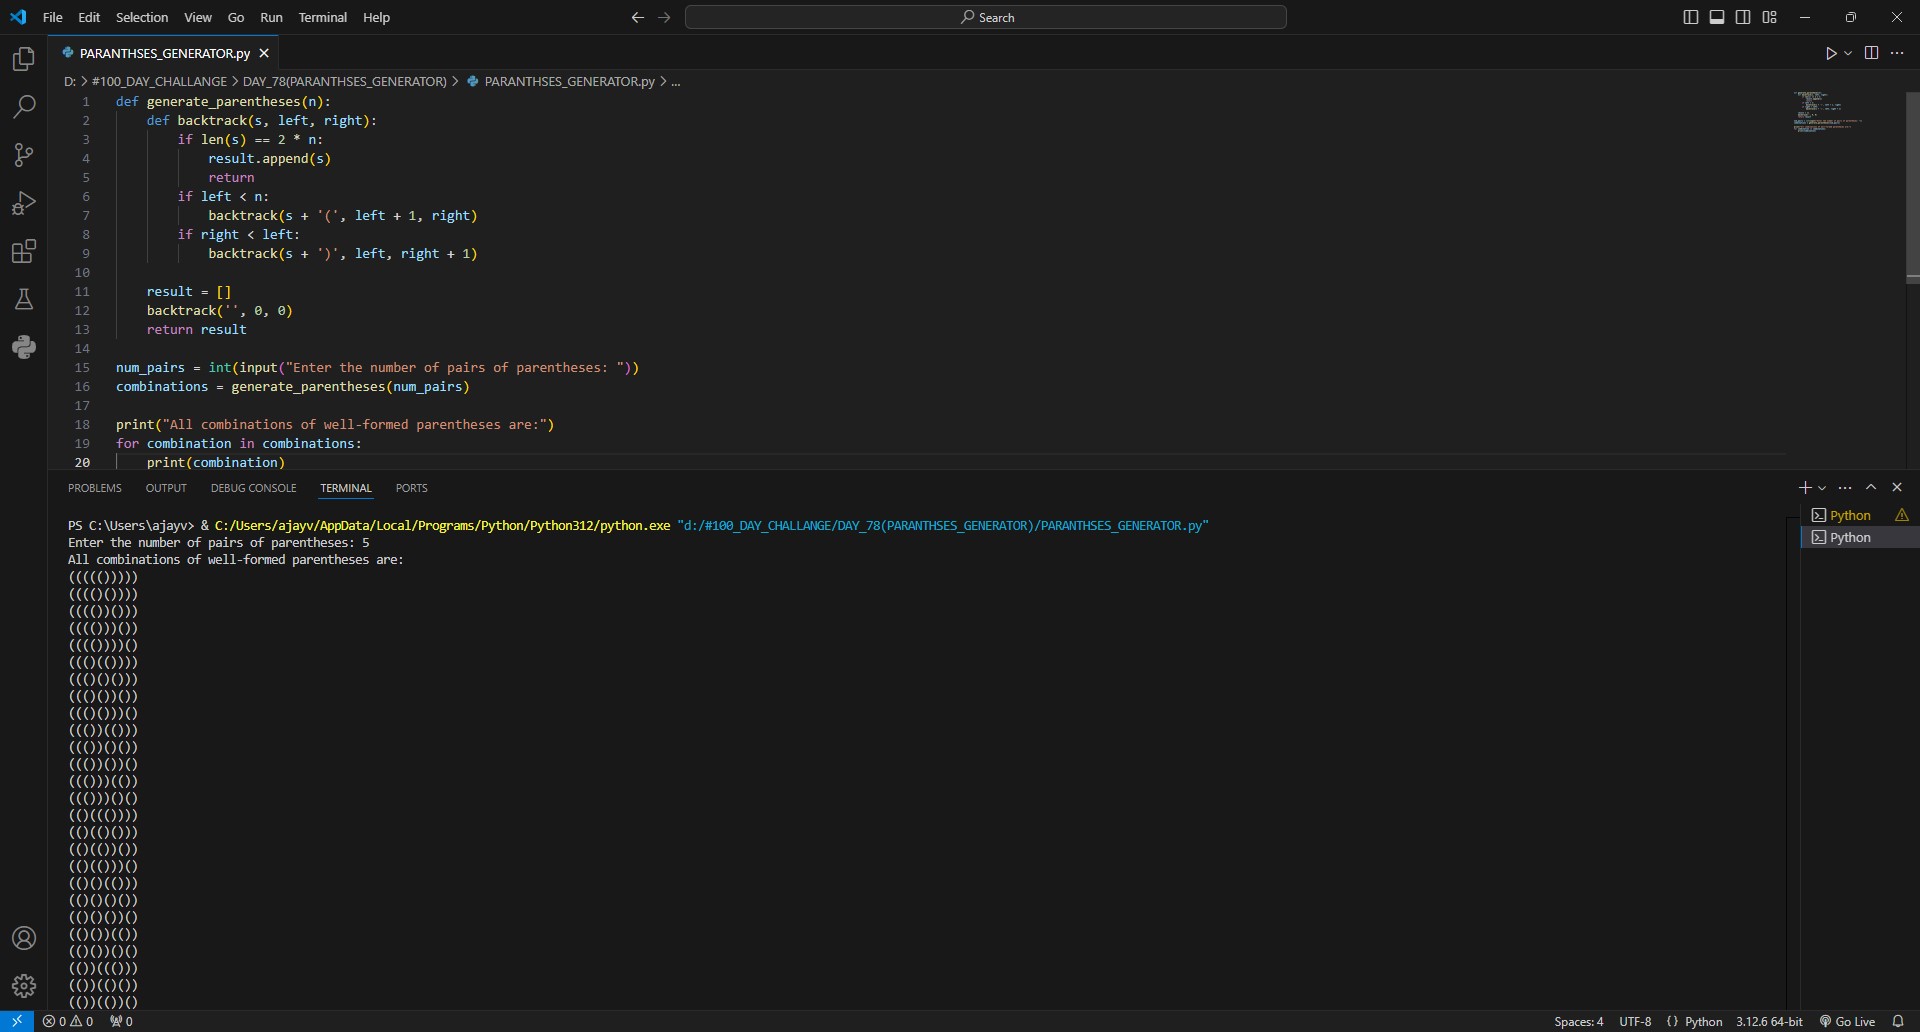 File Edit Selection View Go Run Terminal Help
Search
PARANTHSES_GENERATOR.py
D: > #100_DAY_CHALLANGE > DAY_78(PARANTHSES_GENERATOR) > PARANTHSES_GENERATOR.py > ...
1 def generate_parentheses(n):
2     def backtrack(s, left, right):
3         if len(s) == 2 * n:
4             result.append(s)
5             return
6         if left < n:
7             backtrack(s + '(', left + 1, right)
8         if right < left:
9             backtrack(s + ')', left, right + 1)
10
11     result = []
12     backtrack('', 0, 0)
13     return result
14
15 num_pairs = int(input("Enter the number of pairs of parentheses: "))
16 combinations = generate_parentheses(num_pairs)
17
18 print("All combinations of well-formed parentheses are:")
19 for combination in combinations:
20     print(combination)
PROBLEMS OUTPUT DEBUG CONSOLE TERMINAL PORTS
PS C:\Users\ajayv> & C:/Users/ajayv/AppData/Local/Programs/Python/Python312/python.exe "d:/#100_DAY_CHALLANGE/DAY_78(PARANTHSES_GENERATOR)/PARANTHSES_GENERATOR.py"
Enter the number of pairs of parentheses: 5
All combinations of well-formed parentheses are:
((((()))))
(((()())))
(((())()))
(((()))())
(((())))()
((()(())))
((()()()))
((()())())
((()()))()
((())(()))
((())()())
((())())()
((()))(())
((()))()()
(()((())))
(()(()()))
(()(())())
(()(()))()
(()()(()))
(()()()())
(()()())()
(()())(())
(()())()()
(())((()))
(())(()())
(())(())()
Python
Python
0 0 0
Spaces: 4 UTF-8 {} Python 3.12.6 64-bit Go Live